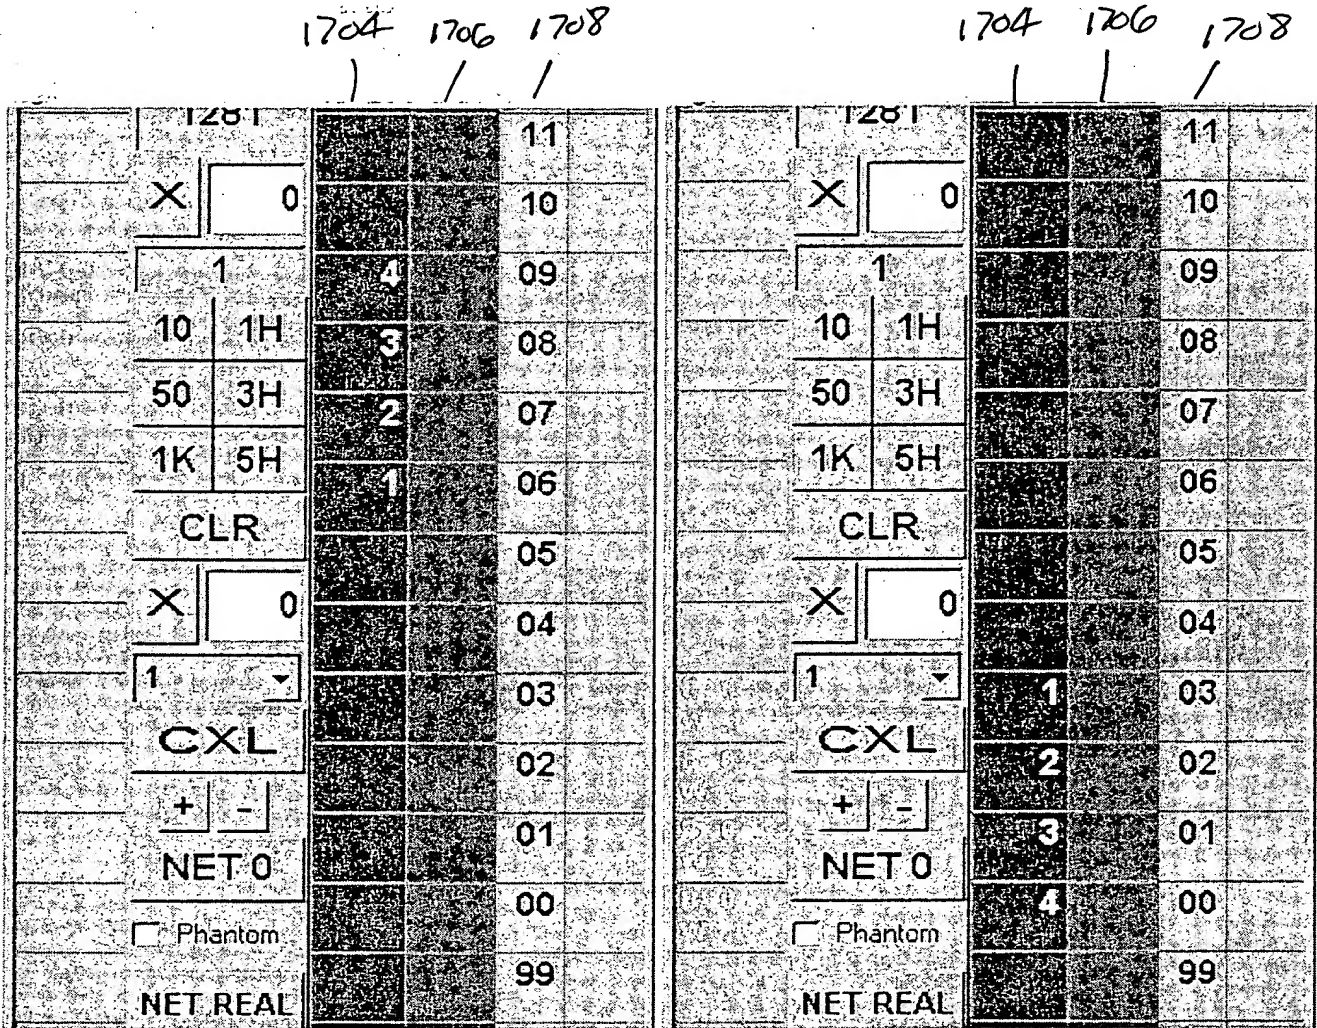 1704 1706 1708
1281 11
X 0 10
1 4 09
10 1H 3 08
50 3H 2 07
1K 5H 1 06
CLR 05
X 0 04
1 03
CXL 02
+ - 01
NET 0 00
Phantom 99
NET REAL
1704 1706 1708
1281 11
X 0 10
1 09
10 1H 08
50 3H 07
1K 5H 06
CLR 05
X 0 04
1 1 03
CXL 2 02
+ - 3 01
NET 0 4 00
Phantom 99
NET REAL